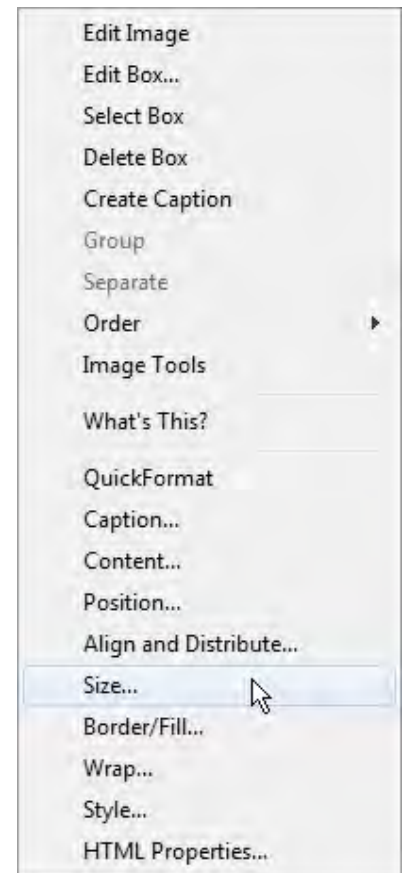 Edit Image
Edit Box...
Select Box
Delete Box
Create Caption
Group
Separate
Order
Image Tools
What's This?
QuickFormat
Caption...
Content...
Position...
Align and Distribute...
Size...
Border/Fill...
Wrap...
Style...
HTML Properties...